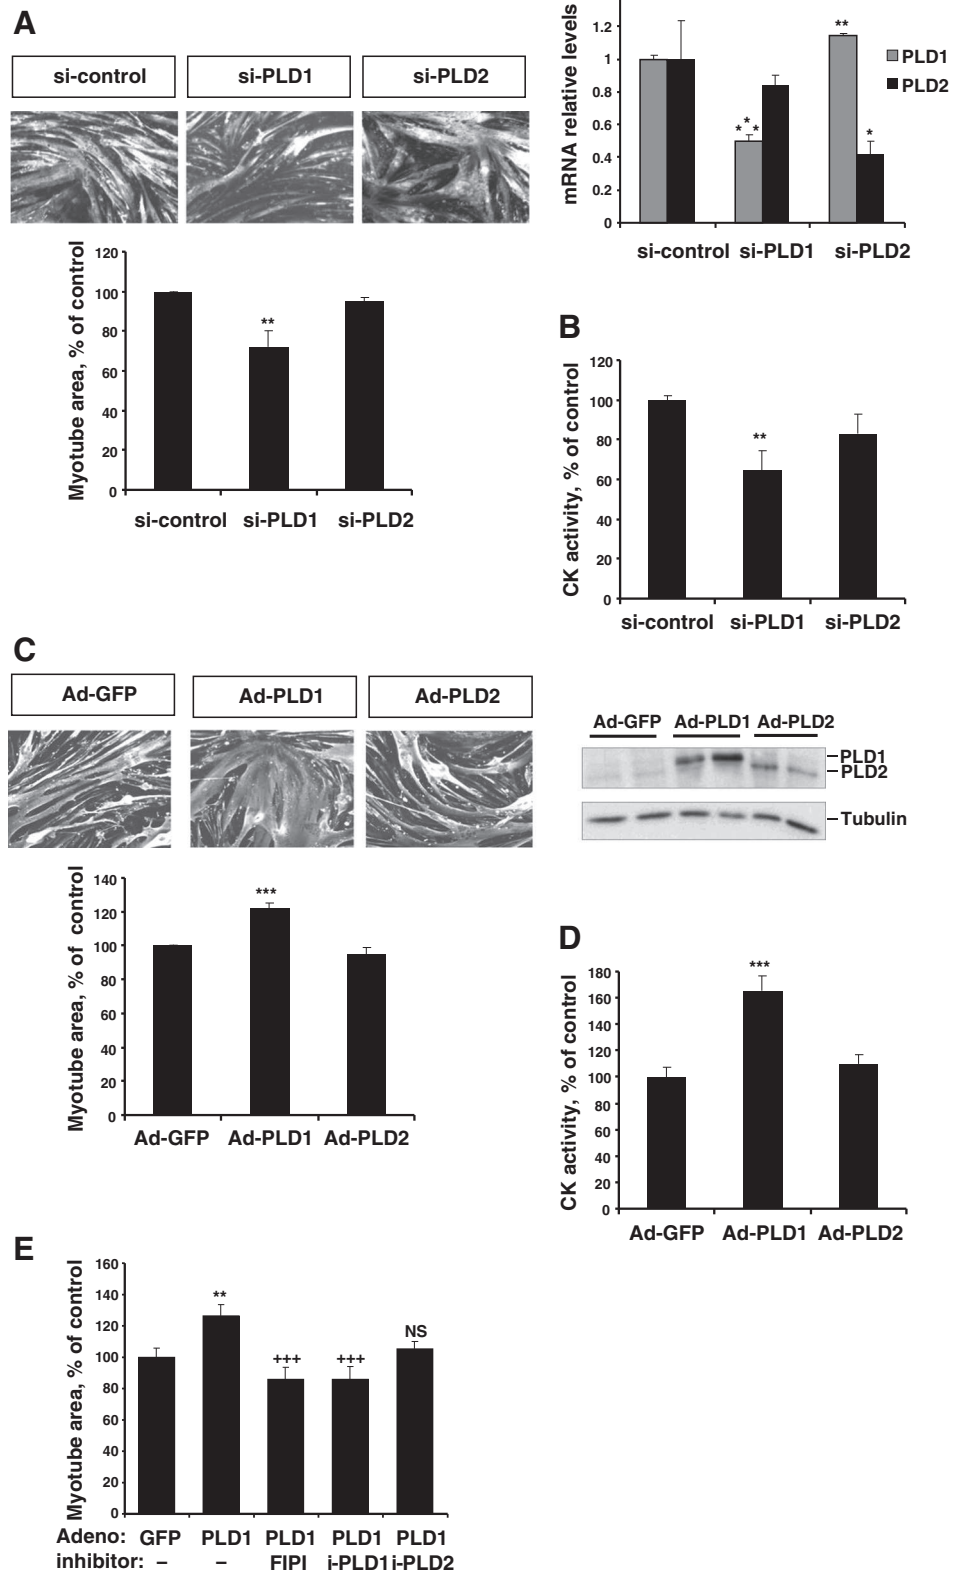 A
si-control
si-PLD1
si-PLD2
mRNA relative levels
1.2
1
0.8
0.6
0.4
0.2
0
**
***
*
PLD1
PLD2
si-control si-PLD1 si-PLD2
Myotube area, % of control
120
100
80
60
40
20
0
**
si-control si-PLD1 si-PLD2
B
CK activity, % of control
120
100
80
60
40
20
0
**
si-control si-PLD1 si-PLD2
C
Ad-GFP
Ad-PLD1
Ad-PLD2
Ad-GFP Ad-PLD1 Ad-PLD2
PLD1
PLD2
Tubulin
Myotube area, % of control
140
120
100
80
60
40
20
0
***
Ad-GFP Ad-PLD1 Ad-PLD2
D
CK activity, % of control
180
160
140
120
100
80
60
40
20
0
***
Ad-GFP Ad-PLD1 Ad-PLD2
E
Myotube area, % of control
160
140
120
100
80
60
40
20
0
**
+++
+++
NS
Adeno: GFP PLD1 PLD1 PLD1 PLD1
inhibitor: – – FIPI i-PLD1 i-PLD2